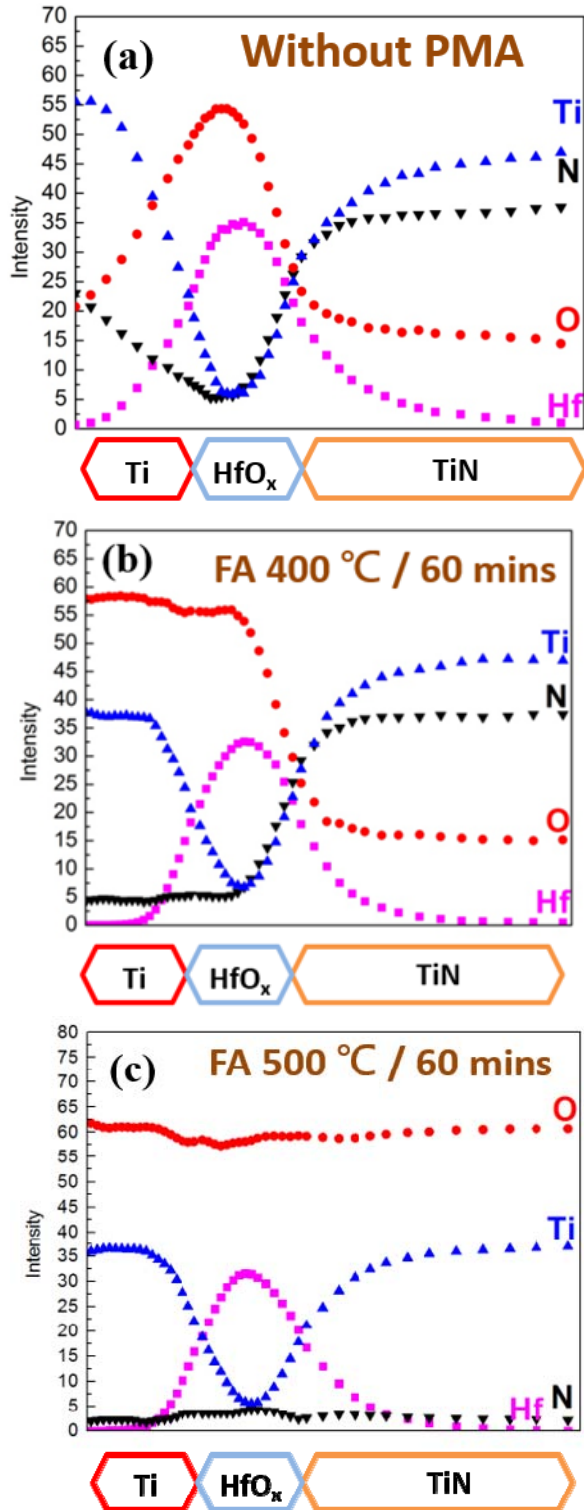 (a) Without PMA
70
65
60
55
50
45
40
35
30
25
20
15
10
5
0
Intensity
Ti
N
O
Hf
Ti HfOₓ TiN
(b) FA 400 ℃ / 60 mins
70
65
60
55
50
45
40
35
30
25
20
15
10
5
0
Intensity
Ti
N
O
Hf
Ti HfOₓ TiN
(c) FA 500 ℃ / 60 mins
80
75
70
65
60
55
50
45
40
35
30
25
20
15
10
5
0
Intensity
O
Ti
Hf N
Ti HfOₓ TiN